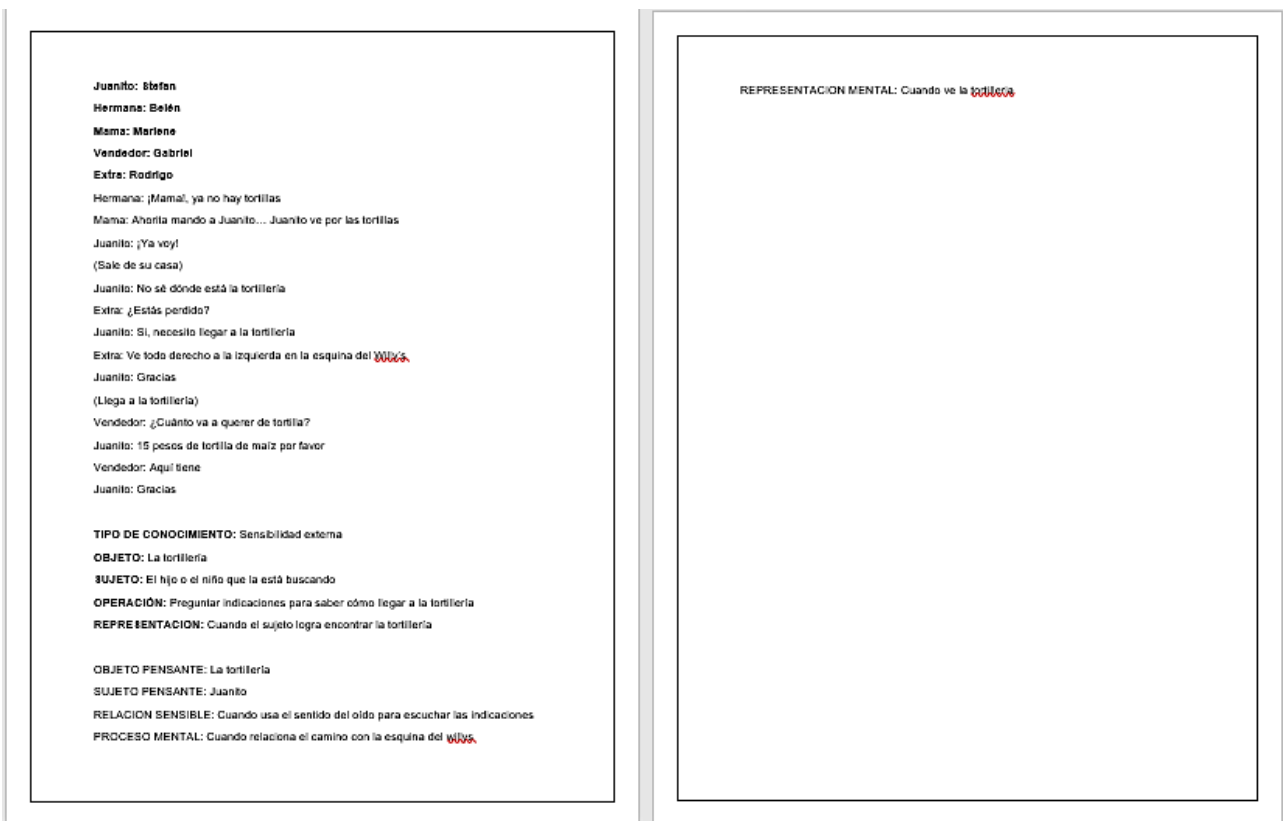 Juanito: Stefan
Hermana: Belén
Mama: Marlene
Vendedor: Gabriel
Extra: Rodrigo
Hermana: ¡Mama!, ya no hay tortillas
Mama: Ahorita mando a Juanito... Juanito ve por las tortillas
Juanito: ¡Ya voy!
(Sale de su casa)
Juanito: No sé dónde está la tortillería
Extra: ¿Estás perdido?
Juanito: Si, necesito llegar a la tortillería
Extra: Ve todo derecho a la izquierda en la esquina del Willy's
Juanito: Gracias
(Llega a la tortillería)
Vendedor: ¿Cuánto va a querer de tortilla?
Juanito: 15 pesos de tortilla de maíz por favor
Vendedor: Aquí tiene
Juanito: Gracias
TIPO DE CONOCIMIENTO: Sensibilidad externa
OBJETO: La tortillería
SUJETO: El hijo o el niño que la está buscando
OPERACIÓN: Preguntar indicaciones para saber cómo llegar a la tortillería
REPRESENTACION: Cuando el sujeto logra encontrar la tortillería
OBJETO PENSANTE: La tortillería
SUJETO PENSANTE: Juanito
RELACION SENSIBLE: Cuando usa el sentido del oído para escuchar las indicaciones
PROCESO MENTAL: Cuando relaciona el camino con la esquina del willys
REPRESENTACION MENTAL: Cuando ve la tortilleria